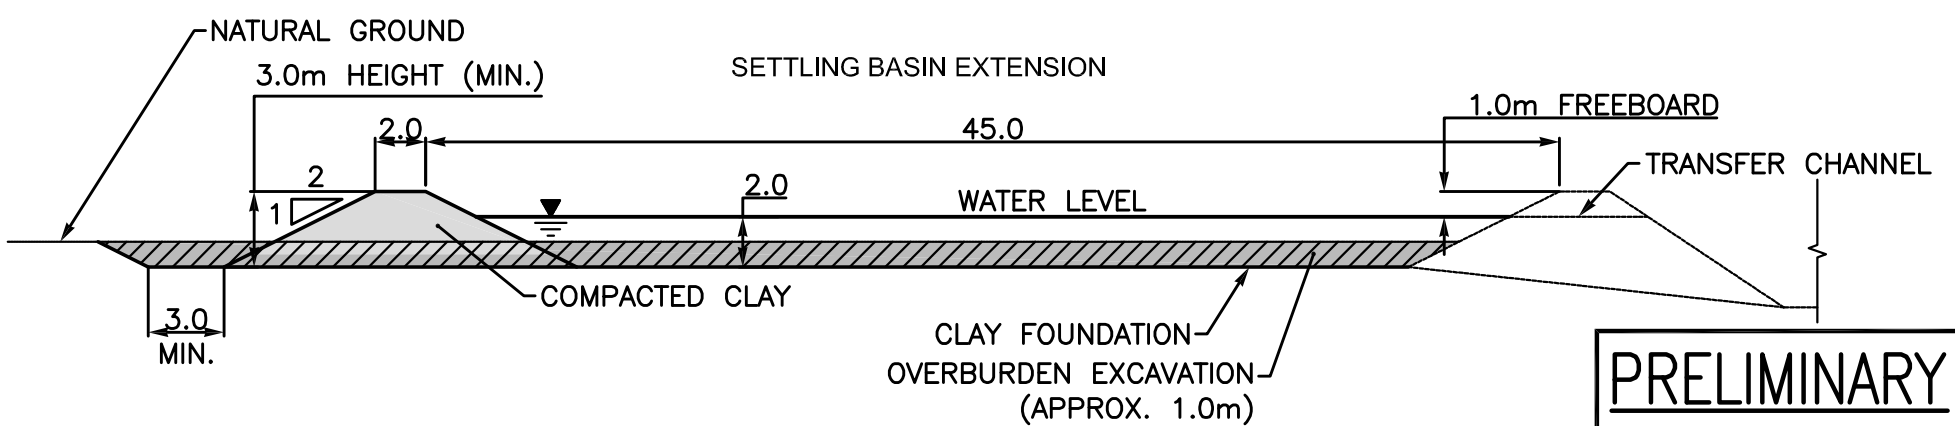 NATURAL GROUND
3.0m HEIGHT (MIN.)
SETTLING BASIN EXTENSION
1.0m FREEBOARD
2.0
45.0
TRANSFER CHANNEL
2
1
2.0
WATER LEVEL
COMPACTED CLAY
3.0
MIN.
CLAY FOUNDATION
OVERBURDEN EXCAVATION
(APPROX. 1.0m)
PRELIMINARY